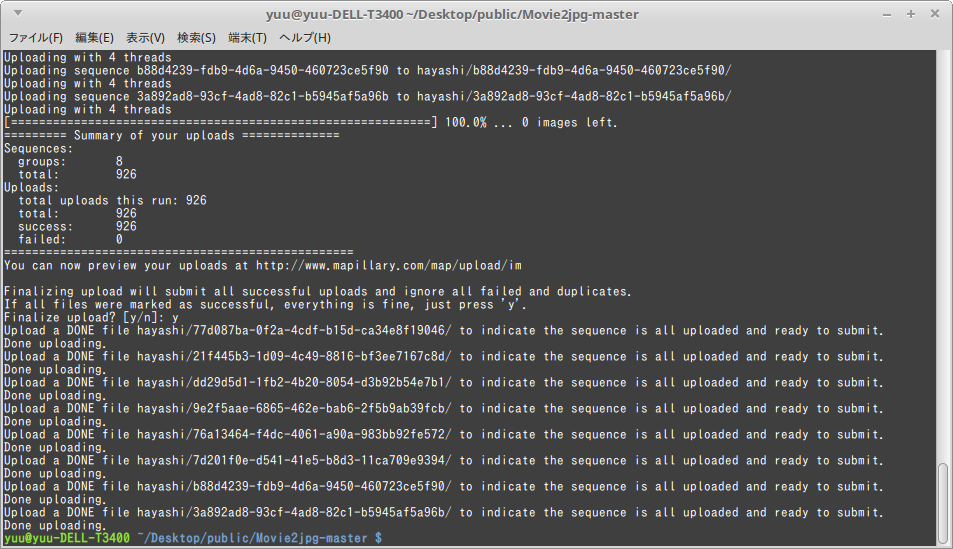 yuu@yuu-DELL-T3400 ~/Desktop/public/Movie2jpg-master
ファイル(F) 編集(E) 表示(V) 検索(S) 端末(T) ヘルプ(H)
Uploading with 4 threads
Uploading sequence b88d4239-fdb9-4d6a-9450-460723ce5f90 to hayashi/b88d4239-fdb9-4d6a-9450-460723ce5f90/
Uploading with 4 threads
Uploading sequence 3a892ad8-93cf-4ad8-82c1-b5945af5a96b to hayashi/3a892ad8-93cf-4ad8-82c1-b5945af5a96b/
Uploading with 4 threads
[============================================================] 100.0% ... 0 images left.
========= Summary of your uploads ==============
Sequences:
  groups:       8
  total:        926
Uploads:
  total uploads this run: 926
  total:        926
  success:      926
  failed:       0
==================================================
You can now preview your uploads at http://www.mapillary.com/map/upload/im
Finalizing upload will submit all successful uploads and ignore all failed and duplicates.
If all files were marked as successful, everything is fine, just press 'y'.
Finalize upload? [y/n]: y
Upload a DONE file hayashi/77d087ba-0f2a-4cdf-b15d-ca34e8f19046/ to indicate the sequence is all uploaded and ready to submit.
Done uploading.
Upload a DONE file hayashi/21f445b3-1d09-4c49-8816-bf3ee7167c8d/ to indicate the sequence is all uploaded and ready to submit.
Done uploading.
Upload a DONE file hayashi/dd29d5d1-1fb2-4b20-8054-d3b92b54e7b1/ to indicate the sequence is all uploaded and ready to submit.
Done uploading.
Upload a DONE file hayashi/9e2f5aae-6865-462e-bab6-2f5b9ab39fcb/ to indicate the sequence is all uploaded and ready to submit.
Done uploading.
Upload a DONE file hayashi/76a13464-f4dc-4061-a90a-983bb92fe572/ to indicate the sequence is all uploaded and ready to submit.
Done uploading.
Upload a DONE file hayashi/7d201f0e-d541-41e5-b8d3-11ca709e9394/ to indicate the sequence is all uploaded and ready to submit.
Done uploading.
Upload a DONE file hayashi/b88d4239-fdb9-4d6a-9450-460723ce5f90/ to indicate the sequence is all uploaded and ready to submit.
Done uploading.
Upload a DONE file hayashi/3a892ad8-93cf-4ad8-82c1-b5945af5a96b/ to indicate the sequence is all uploaded and ready to submit.
Done uploading.
yuu@yuu-DELL-T3400 ~/Desktop/public/Movie2jpg-master $